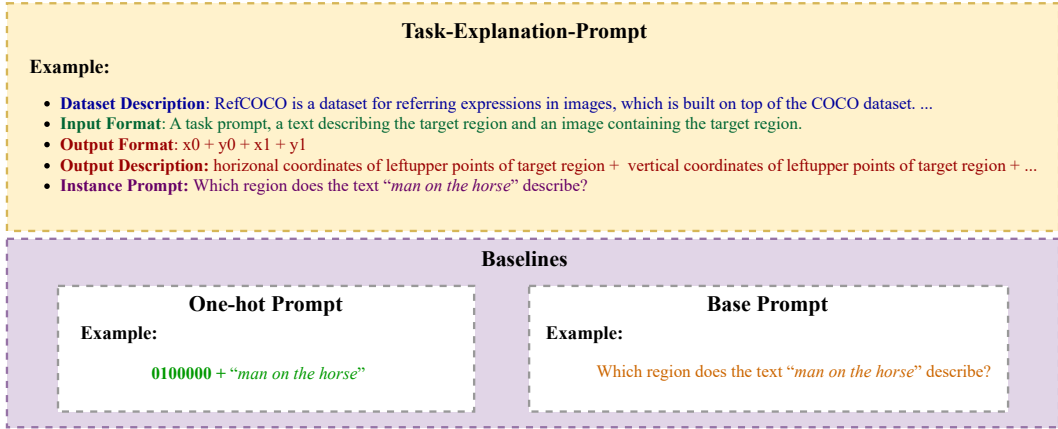 Task-Explanation-Prompt
Example:
• Dataset Description: RefCOCO is a dataset for referring expressions in images, which is built on top of the COCO dataset. ...
• Input Format: A task prompt, a text describing the target region and an image containing the target region.
• Output Format: x0 + y0 + x1 + y1
• Output Description: horizonal coordinates of leftupper points of target region + vertical coordinates of leftupper points of target region + ...
• Instance Prompt: Which region does the text “man on the horse” describe?
Baselines
One-hot Prompt
Example:
0100000 + “man on the horse”
Base Prompt
Example:
Which region does the text “man on the horse” describe?